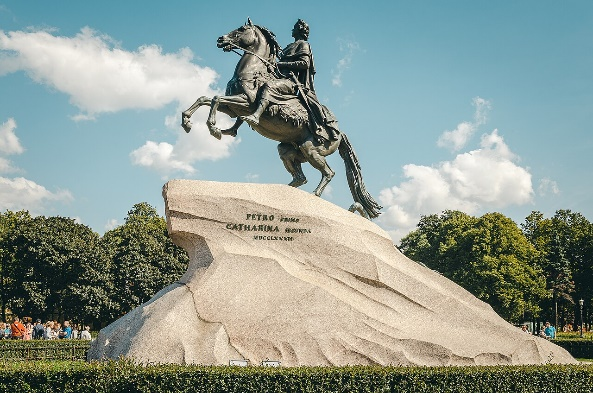 PETRO primo
CATHARINA secunda
MDCCLXXXII